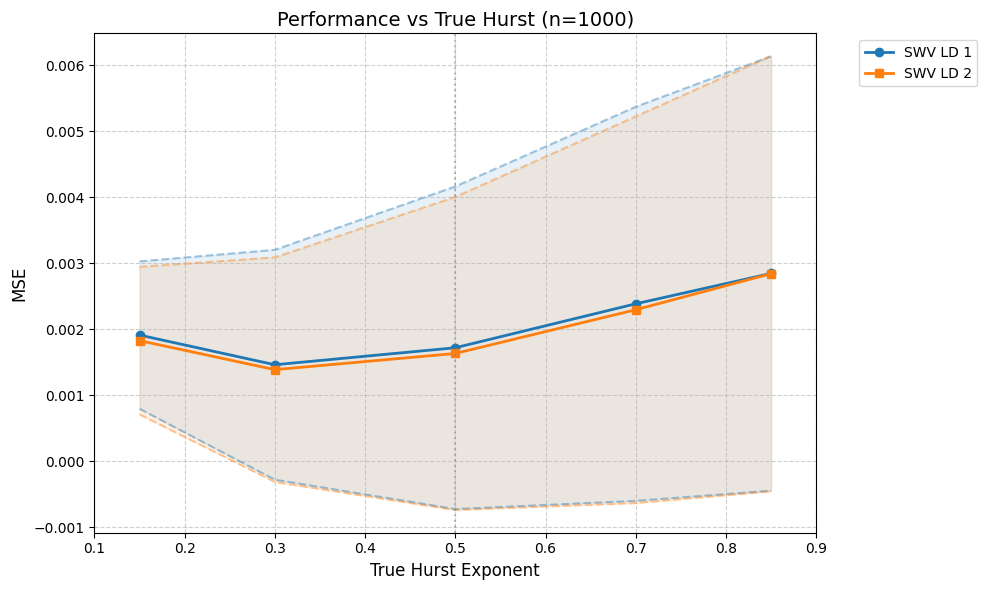 Performance vs True Hurst (n=1000)
SWV LD 1
SWV LD 2
MSE
0.006
0.005
0.004
0.003
0.002
0.001
0.000
−0.001
0.1 0.2 0.3 0.4 0.5 0.6 0.7 0.8 0.9
True Hurst Exponent